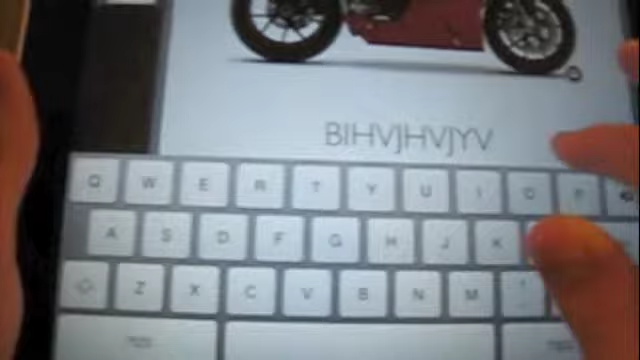 BIHVJHVJYV
Q W E R T Y U I O P
A S D F G H J K
Z X C V B N M